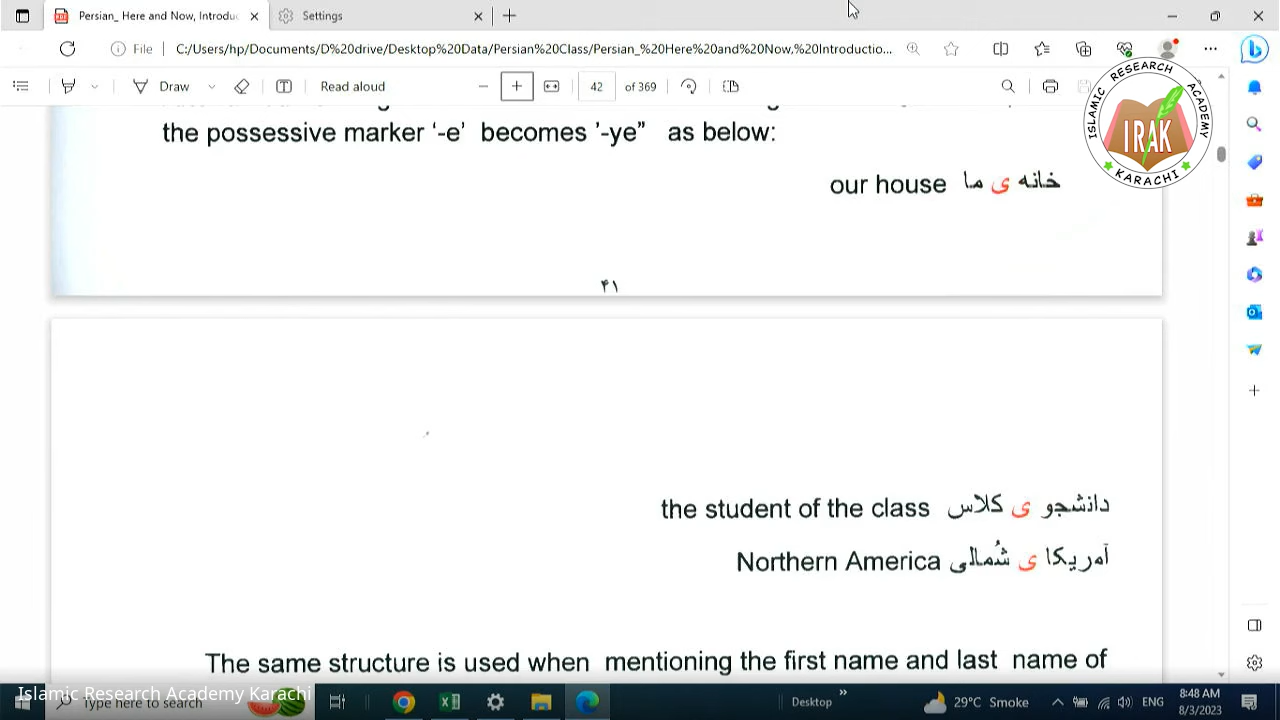 Persian_ Here and Now, Introdu
Settings
File
C:/Users/hp/Documents/D%20drive/Desktop%20Data/Persian%20Class/Persian_%20Here%20and%20Now,%20Introductio...
Draw
Read aloud
42 of 369
ISLAMIC RESEARCH ACADEMY
IRAK
KARACHI
the possessive marker '-e' becomes '-ye" as below:
our house خانه ی ما
۴۱
the student of the class دانشجو ی کلاس
Northern America آمریکا ی شُمالی
The same structure is used when mentioning the first name and last name of
Islamic Research Academy Karachi
Type here to search
Desktop
29°C Smoke
ENG
8:48 AM
8/3/2023